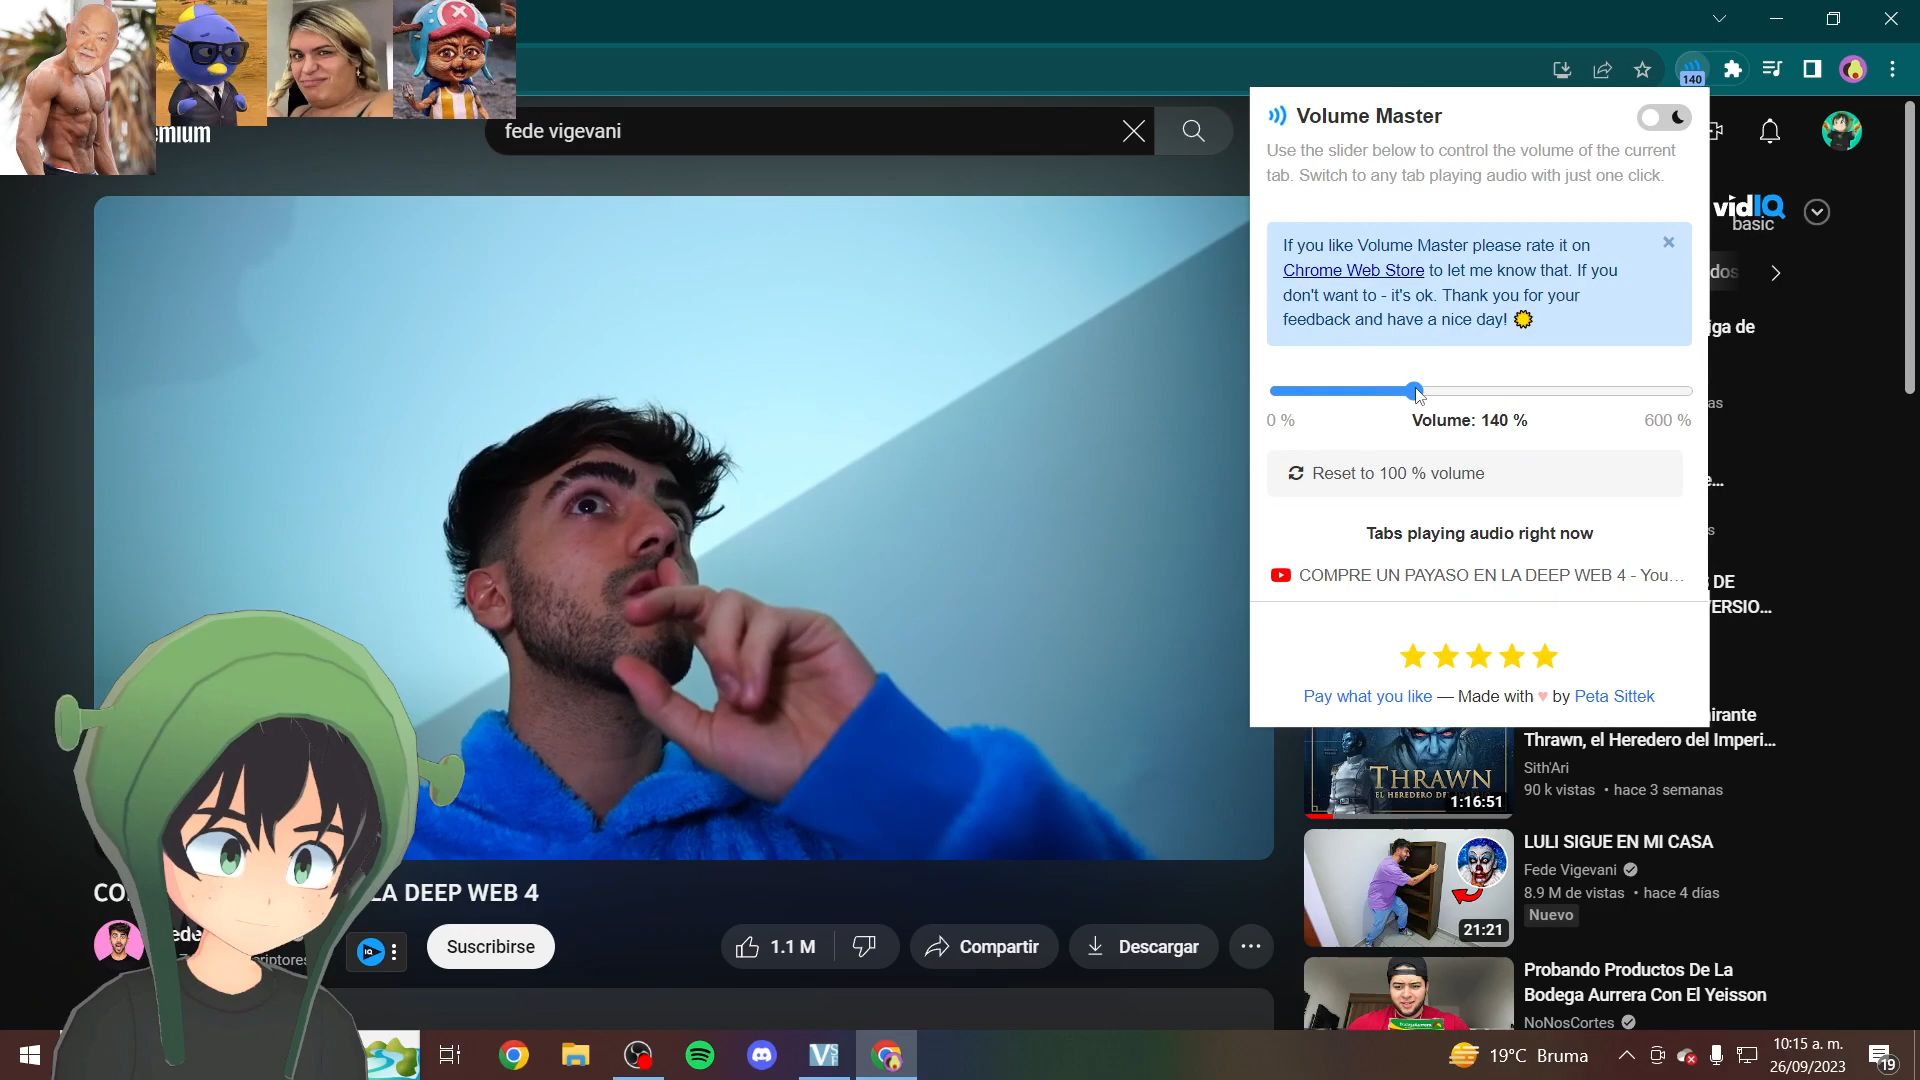 emium
fede vigevani
140
Volume Master
Use the slider below to control the volume of the current
tab. Switch to any tab playing audio with just one click.
If you like Volume Master please rate it on
Chrome Web Store to let me know that. If you
don't want to - it's ok. Thank you for your
feedback and have a nice day!
0 %
Volume: 140 %
600 %
Reset to 100 % volume
Tabs playing audio right now
COMPRE UN PAYASO EN LA DEEP WEB 4 - You...
Pay what you like — Made with ♥ by Peta Sittek
vidIQ
basic
dos
iga de
as
e...
s
DE
ERSIO...
irante
Thrawn, el Heredero del Imperi...
Sith'Ari
90 k vistas • hace 3 semanas
THRAWN
1:16:51
LULI SIGUE EN MI CASA
Fede Vigevani
8.9 M de vistas • hace 4 días
Nuevo
21:21
Probando Productos De La
Bodega Aurrera Con El Yeisson
NoNosCortes
CO
LA DEEP WEB 4
ede
criptores
Suscribirse
1.1 M
Compartir
Descargar
19°C Bruma
10:15 a. m.
26/09/2023
19